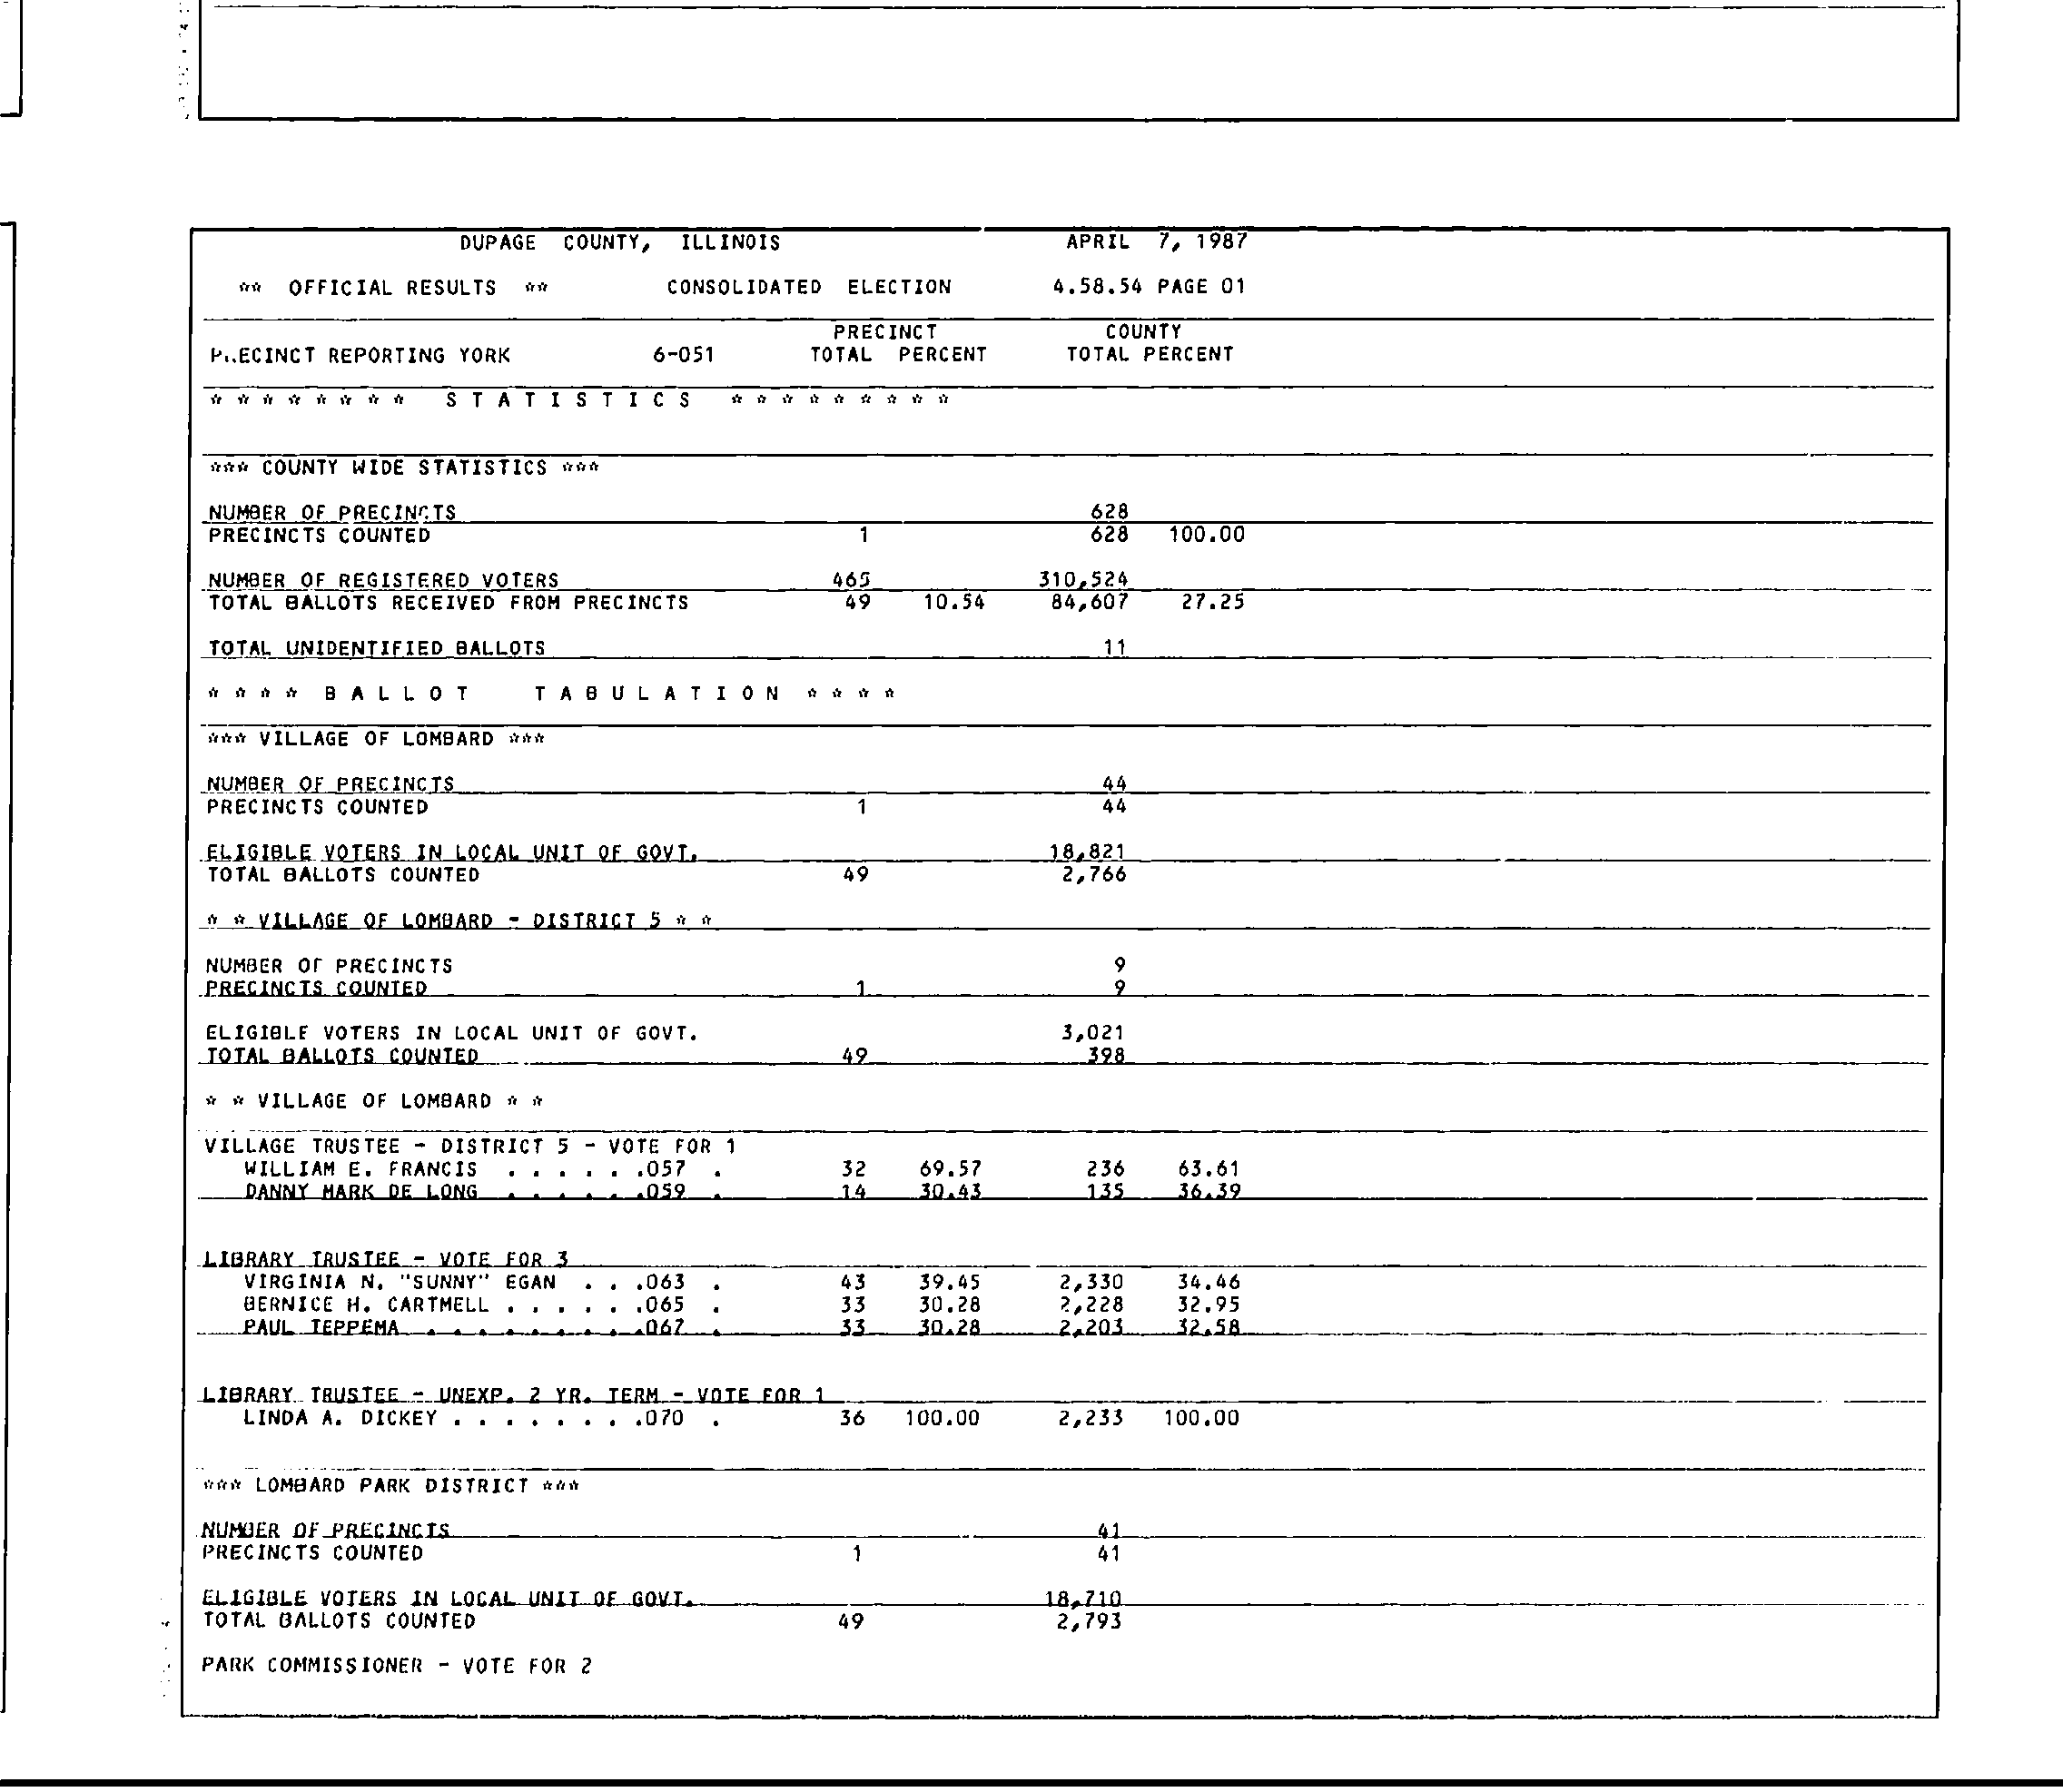 DUPAGE COUNTY, ILLINOIS APRIL 7, 1987
** OFFICIAL RESULTS ** CONSOLIDATED ELECTION 4.58.54 PAGE 01
PRECINCT COUNTY
PRECINCT REPORTING YORK 6-051 TOTAL PERCENT TOTAL PERCENT
* * * * * * * * S T A T I S T I C S * * * * * * * * *
*** COUNTY WIDE STATISTICS ***
NUMBER OF PRECINCTS 628
PRECINCTS COUNTED 1 628 100.00
NUMBER OF REGISTERED VOTERS 465 310,524
TOTAL BALLOTS RECEIVED FROM PRECINCTS 49 10.54 84,607 27.25
TOTAL UNIDENTIFIED BALLOTS 11
* * * * B A L L O T T A B U L A T I O N * * * *
*** VILLAGE OF LOMBARD ***
NUMBER OF PRECINCTS 44
PRECINCTS COUNTED 1 44
ELIGIBLE VOTERS IN LOCAL UNIT OF GOVT. 18,821
TOTAL BALLOTS COUNTED 49 2,766
* * VILLAGE OF LOMBARD - DISTRICT 5 * *
NUMBER OF PRECINCTS 9
PRECINCTS COUNTED 1 9
ELIGIBLE VOTERS IN LOCAL UNIT OF GOVT. 3,021
TOTAL BALLOTS COUNTED 49 398
* * VILLAGE OF LOMBARD * *
VILLAGE TRUSTEE - DISTRICT 5 - VOTE FOR 1
WILLIAM E. FRANCIS . . . . . .057 . 32 69.57 236 63.61
DANNY MARK DE LONG . . . . . .059 . 14 30.43 135 36.39
LIBRARY TRUSTEE - VOTE FOR 3
VIRGINIA N. "SUNNY" EGAN . . .063 . 43 39.45 2,330 34.46
BERNICE H. CARTMELL . . . . . .065 . 33 30.28 2,228 32.95
PAUL TEPPEMA . . . . . . . . .067 . 33 30.28 2,203 32.58
LIBRARY TRUSTEE - UNEXP. 2 YR. TERM - VOTE FOR 1
LINDA A. DICKEY . . . . . . . .070 . 36 100.00 2,233 100.00
*** LOMBARD PARK DISTRICT ***
NUMBER OF PRECINCTS 41
PRECINCTS COUNTED 1 41
ELIGIBLE VOTERS IN LOCAL UNIT OF GOVT. 18,710
TOTAL BALLOTS COUNTED 49 2,793
PARK COMMISSIONER - VOTE FOR 2